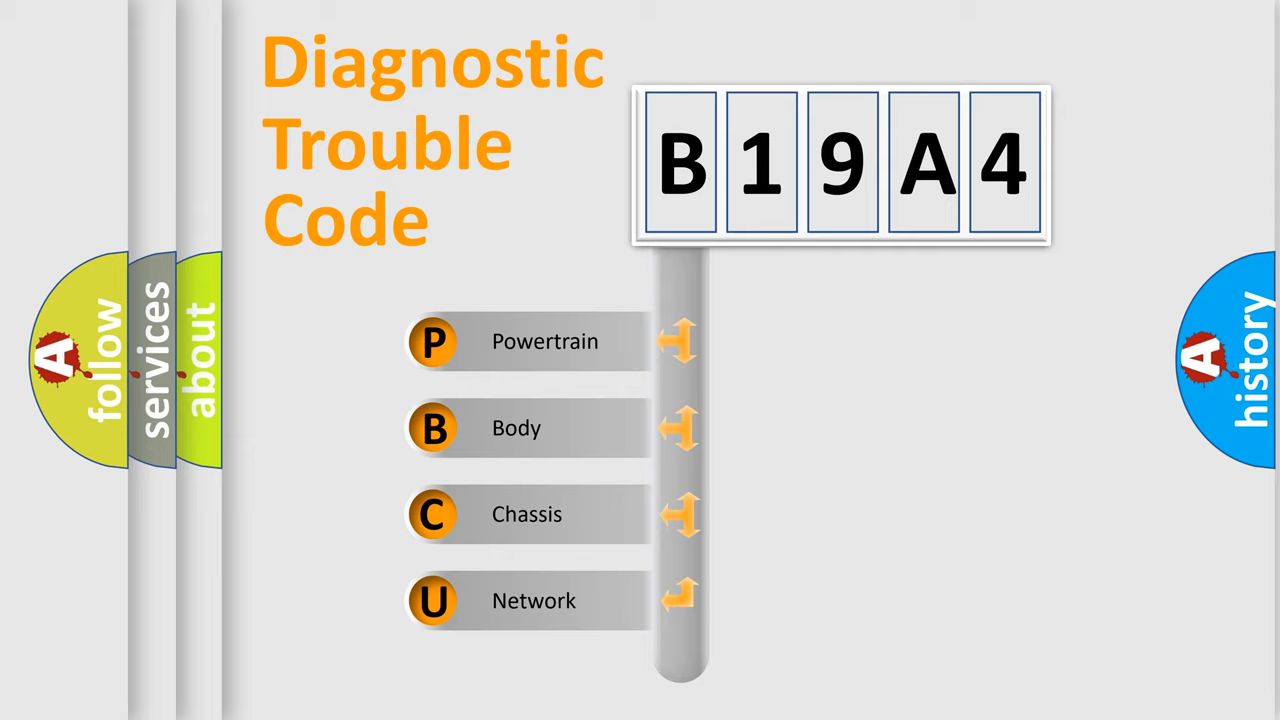 Diagnostic
Trouble
Code
B 1 9 A 4
P Powertrain
B Body
C Chassis
U Network
A follow
services
about
A history